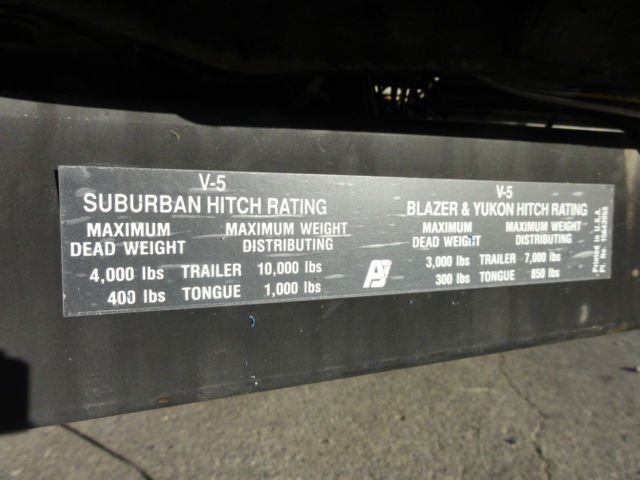 V-5
SUBURBAN HITCH RATING
MAXIMUM DEAD WEIGHT
MAXIMUM WEIGHT DISTRIBUTING
4,000 lbs TRAILER 10,000 lbs
400 lbs TONGUE 1,000 lbs
V-5
BLAZER & YUKON HITCH RATING
MAXIMUM DEAD WEIGHT
MAXIMUM WEIGHT DISTRIBUTING
3,000 lbs TRAILER 7,000 lbs
300 lbs TONGUE 850 lbs
Printed in U.S.A.
Pt. No.